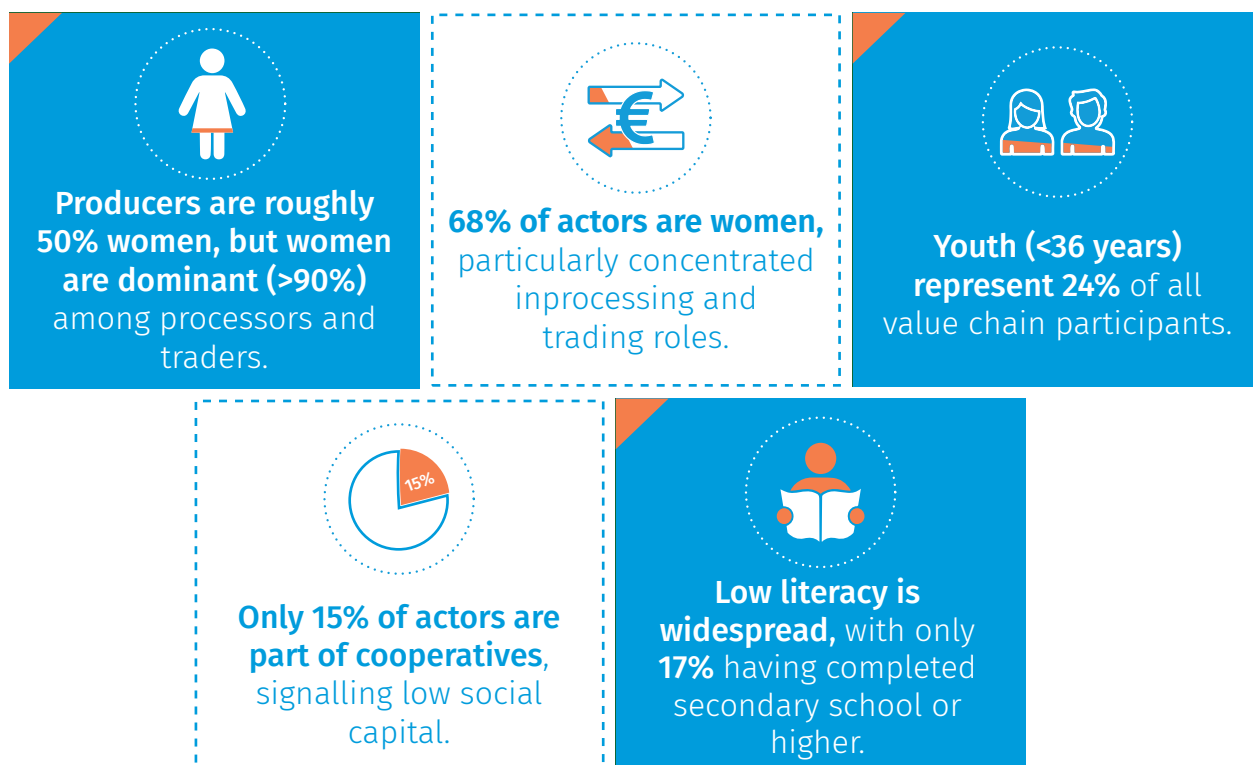 Producers are roughly
50% women, but women
are dominant (>90%)
among processors and
traders.
€
68% of actors are women,
particularly concentrated
inprocessing and
trading roles.
Youth (<36 years)
represent 24% of all
value chain participants.
15%
Only 15% of actors are
part of cooperatives,
signalling low social
capital.
Low literacy is
widespread, with only
17% having completed
secondary school or
higher.